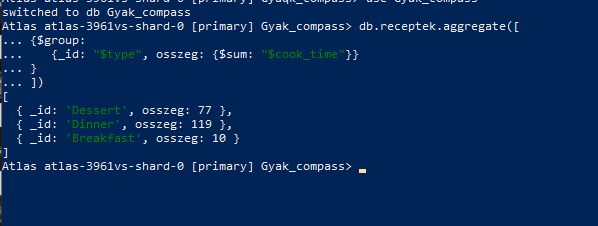 switched to db Gyak_compass
Atlas atlas-3961vs-shard-0 [primary] Gyak_compass> db.receptek.aggregate([
... {$group:
...    {_id: "$type", osszeg: {$sum: "$cook_time"}}
... }
... ])
[
  { _id: 'Dessert', osszeg: 77 },
  { _id: 'Dinner', osszeg: 119 },
  { _id: 'Breakfast', osszeg: 10 }
]
Atlas atlas-3961vs-shard-0 [primary] Gyak_compass>